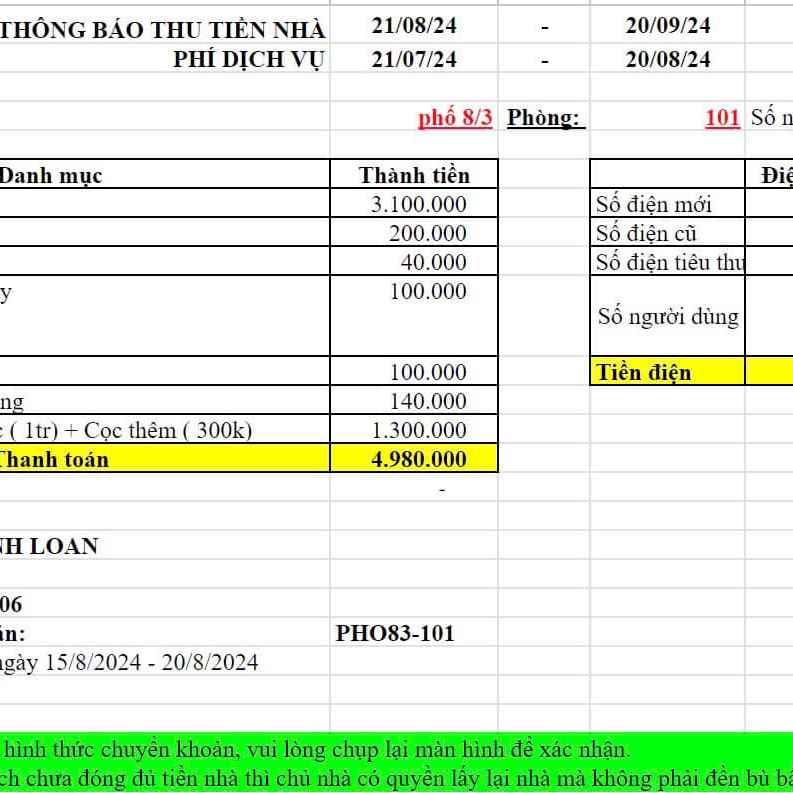 THÔNG BÁO THU TIỀN NHÀ 21/08/24 - 20/09/24
PHÍ DỊCH VỤ 21/07/24 - 20/08/24
phố 8/3 Phòng: 101 Số n
Danh mục Thành tiền Điệ
3.100.000 Số điện mới
200.000 Số điện cũ
40.000 Số điện tiêu thụ
y 100.000
Số người dùng
100.000 Tiền điện
ng 140.000
c ( 1tr) + Cọc thêm ( 300k) 1.300.000
Thanh toán 4.980.000
-
NH LOAN
06
ản: PHO83-101
ngày 15/8/2024 - 20/8/2024
hình thức chuyển khoản, vui lòng chụp lại màn hình để xác nhận.
ch chưa đóng đủ tiền nhà thì chủ nhà có quyền lấy lại nhà mà không phải đền bù bấ